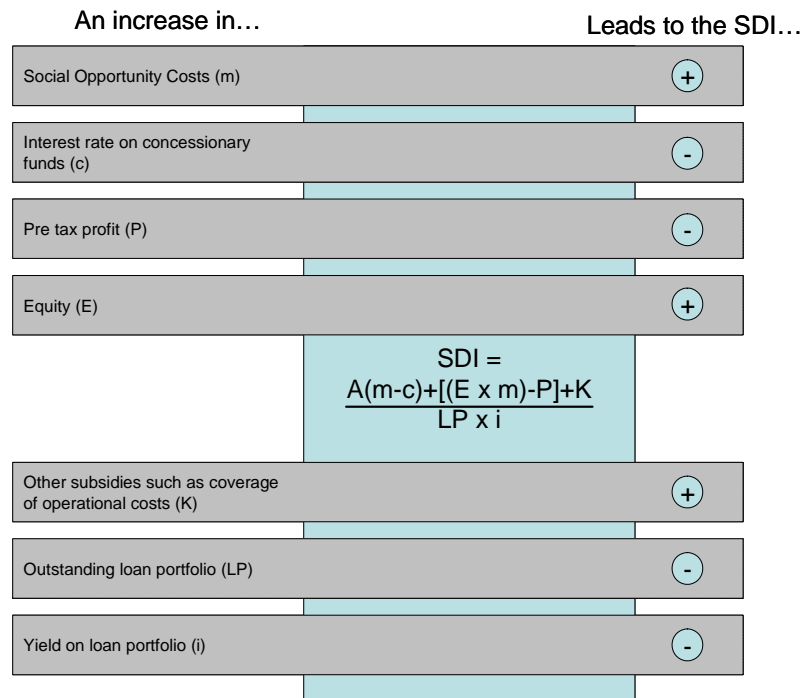 An increase in…
Leads to the SDI…
Social Opportunity Costs (m)
+
Interest rate on concessionary
funds (c)
-
Pre tax profit (P)
-
Equity (E)
+
SDI =
A(m-c)+[(E x m)-P]+K
LP x i
Other subsidies such as coverage
of operational costs (K)
+
Outstanding loan portfolio (LP)
-
Yield on loan portfolio (i)
-